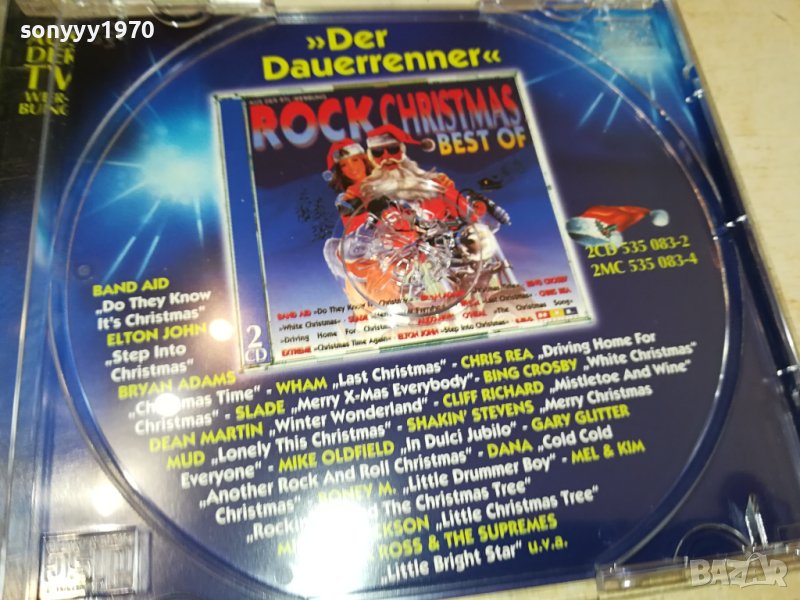 sonyyy1970
»Der
Dauerrenner«
DER
TV
WER-
BUNG
ROCK CHRISTMAS
BEST OF
2
CD
2CD 535 083-2
2MC 535 083-4
BAND AID
„Do They Know
It's Christmas"
ELTON JOHN
„Step Into
Christmas"
BRYAN ADAMS
Time" - WHAM „Last Christmas" - CHRIS REA „Driving Home For
Christmas" - SLADE „Merry X-Mas Everybody" - BING CROSBY „White Christmas"
DEAN MARTIN „Winter Wonderland" - CLIFF RICHARD „Mistletoe And Wine"
MUD „Lonely This Christmas" - SHAKIN' STEVENS „Merry Christmas
Everyone" - MIKE OLDFIELD „In Dulci Jubilo" - GARY GLITTER
„Another Rock And Roll Christmas" - DANA „Cold Cold
Christmas" - BONEY M. „Little Drummer Boy" - MEL & KIM
The Christmas Tree"
„Little Christmas Tree"
ROSS & THE SUPREMES
„Little Bright Star" u.v.a.
BAZAR